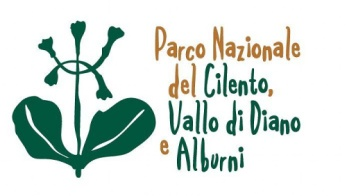 Parco Nazionale
del Cilento,
Vallo di Diano
e Alburni